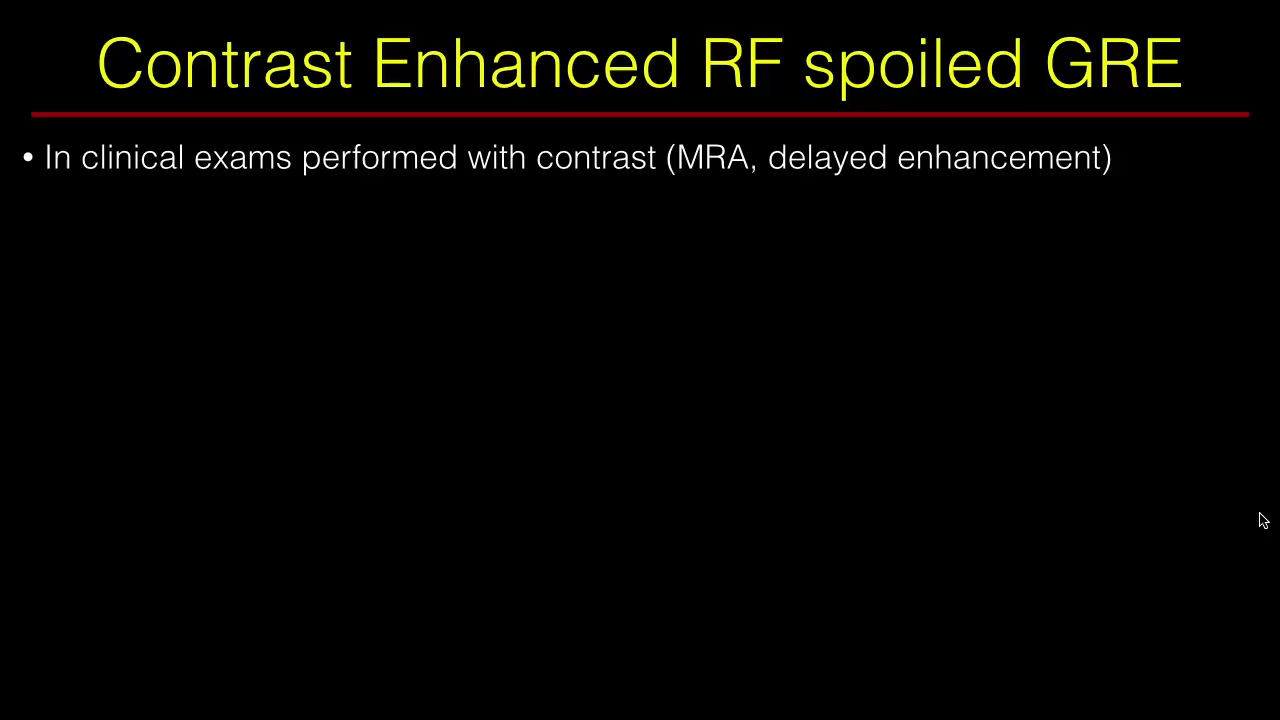 Contrast Enhanced RF spoiled GRE
• In clinical exams performed with contrast (MRA, delayed enhancement)